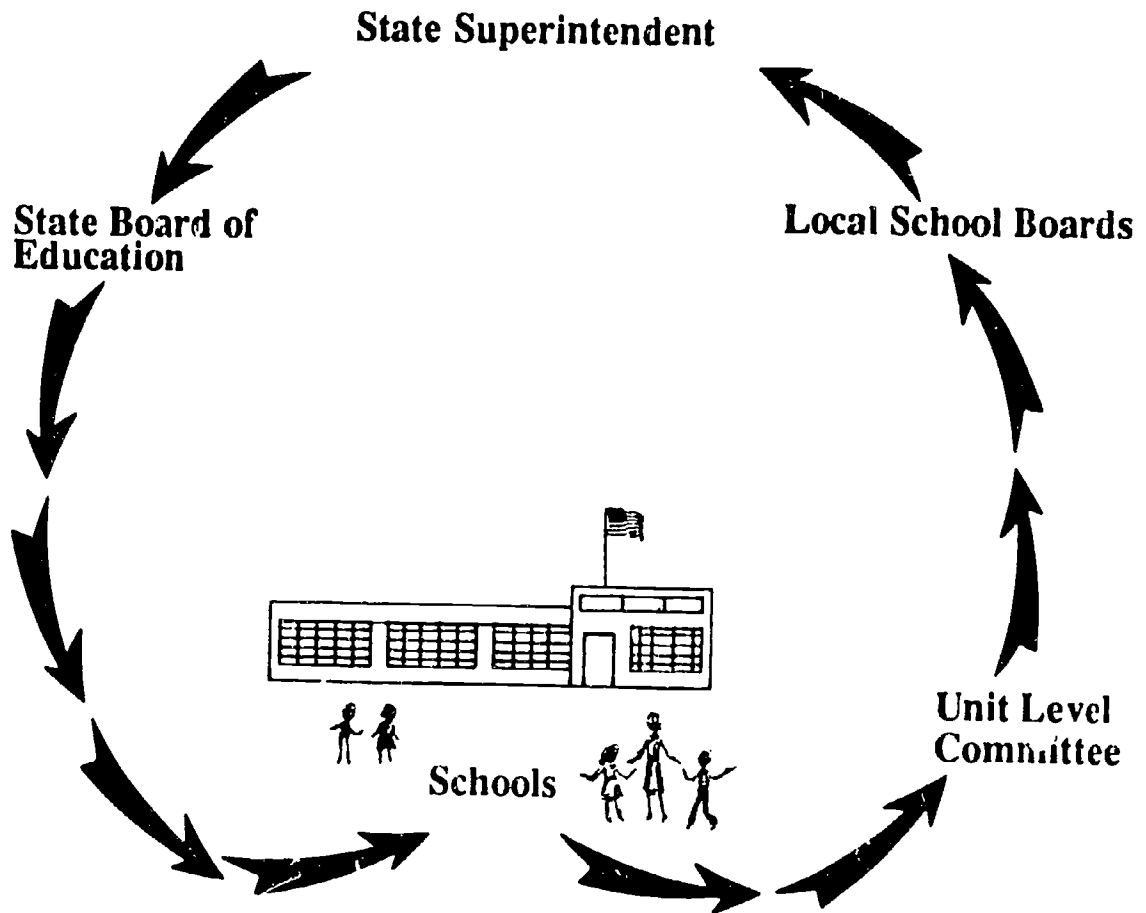 State Superintendent
State Board of
Education
Local School Boards
Unit Level
Committee
Schools